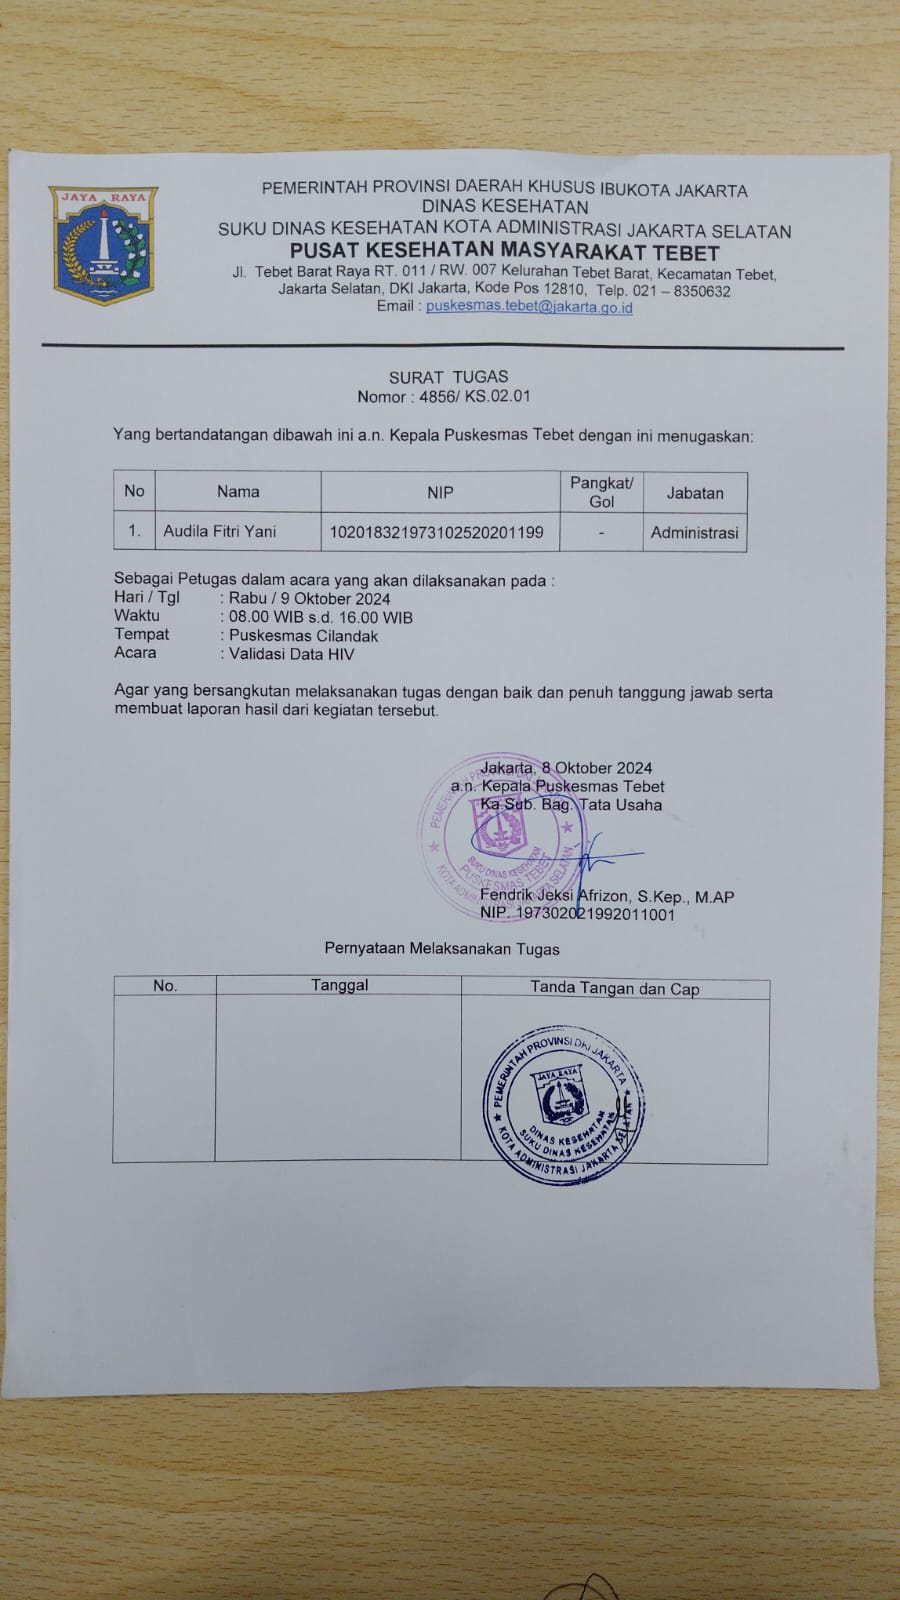 JAYA RAYA
PEMERINTAH PROVINSI DAERAH KHUSUS IBUKOTA JAKARTA
DINAS KESEHATAN
SUKU DINAS KESEHATAN KOTA ADMINISTRASI JAKARTA SELATAN
PUSAT KESEHATAN MASYARAKAT TEBET
Jl. Tebet Barat Raya RT. 011 / RW. 007 Kelurahan Tebet Barat, Kecamatan Tebet,
Jakarta Selatan, DKI Jakarta, Kode Pos 12810, Telp. 021 – 8350632
Email : puskesmas.tebet@jakarta.go.id
SURAT TUGAS
Nomor : 4856/ KS.02.01
Yang bertandatangan dibawah ini a.n. Kepala Puskesmas Tebet dengan ini menugaskan:
No Nama NIP Pangkat/ Gol Jabatan
1. Audila Fitri Yani 102018321973102520201199 - Administrasi
Sebagai Petugas dalam acara yang akan dilaksanakan pada :
Hari / Tgl : Rabu / 9 Oktober 2024
Waktu : 08.00 WIB s.d. 16.00 WIB
Tempat : Puskesmas Cilandak
Acara : Validasi Data HIV
Agar yang bersangkutan melaksanakan tugas dengan baik dan penuh tanggung jawab serta
membuat laporan hasil dari kegiatan tersebut.
Jakarta, 8 Oktober 2024
a.n. Kepala Puskesmas Tebet
Ka.Sub. Bag. Tata Usaha
PEMERINTAH PROVINSI DKI
SUKU DINAS KESEHATAN
PUSKESMAS TEBET
KOTA ADMINISTRASI JAKARTA SELATAN
Fendrik Jeksi Afrizon, S.Kep., M.AP
NIP. 197302021992011001
Pernyataan Melaksanakan Tugas
No. Tanggal Tanda Tangan dan Cap
PEMERINTAH PROVINSI DKI JAKARTA
JAYA RAYA
DINAS KESEHATAN
SUKU DINAS KESEHATAN
KOTA ADMINISTRASI JAKARTA SELATAN